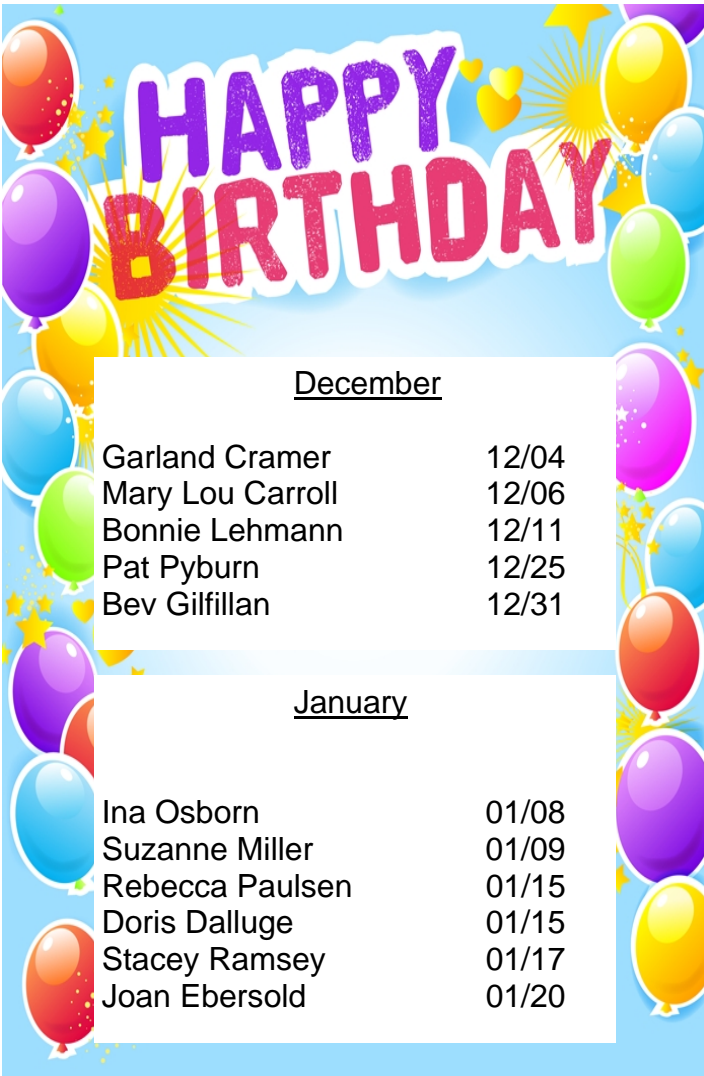 HAPPY
BIRTHDAY
December
Garland Cramer 12/04
Mary Lou Carroll 12/06
Bonnie Lehmann 12/11
Pat Pyburn 12/25
Bev Gilfillan 12/31
January
Ina Osborn 01/08
Suzanne Miller 01/09
Rebecca Paulsen 01/15
Doris Dalluge 01/15
Stacey Ramsey 01/17
Joan Ebersold 01/20